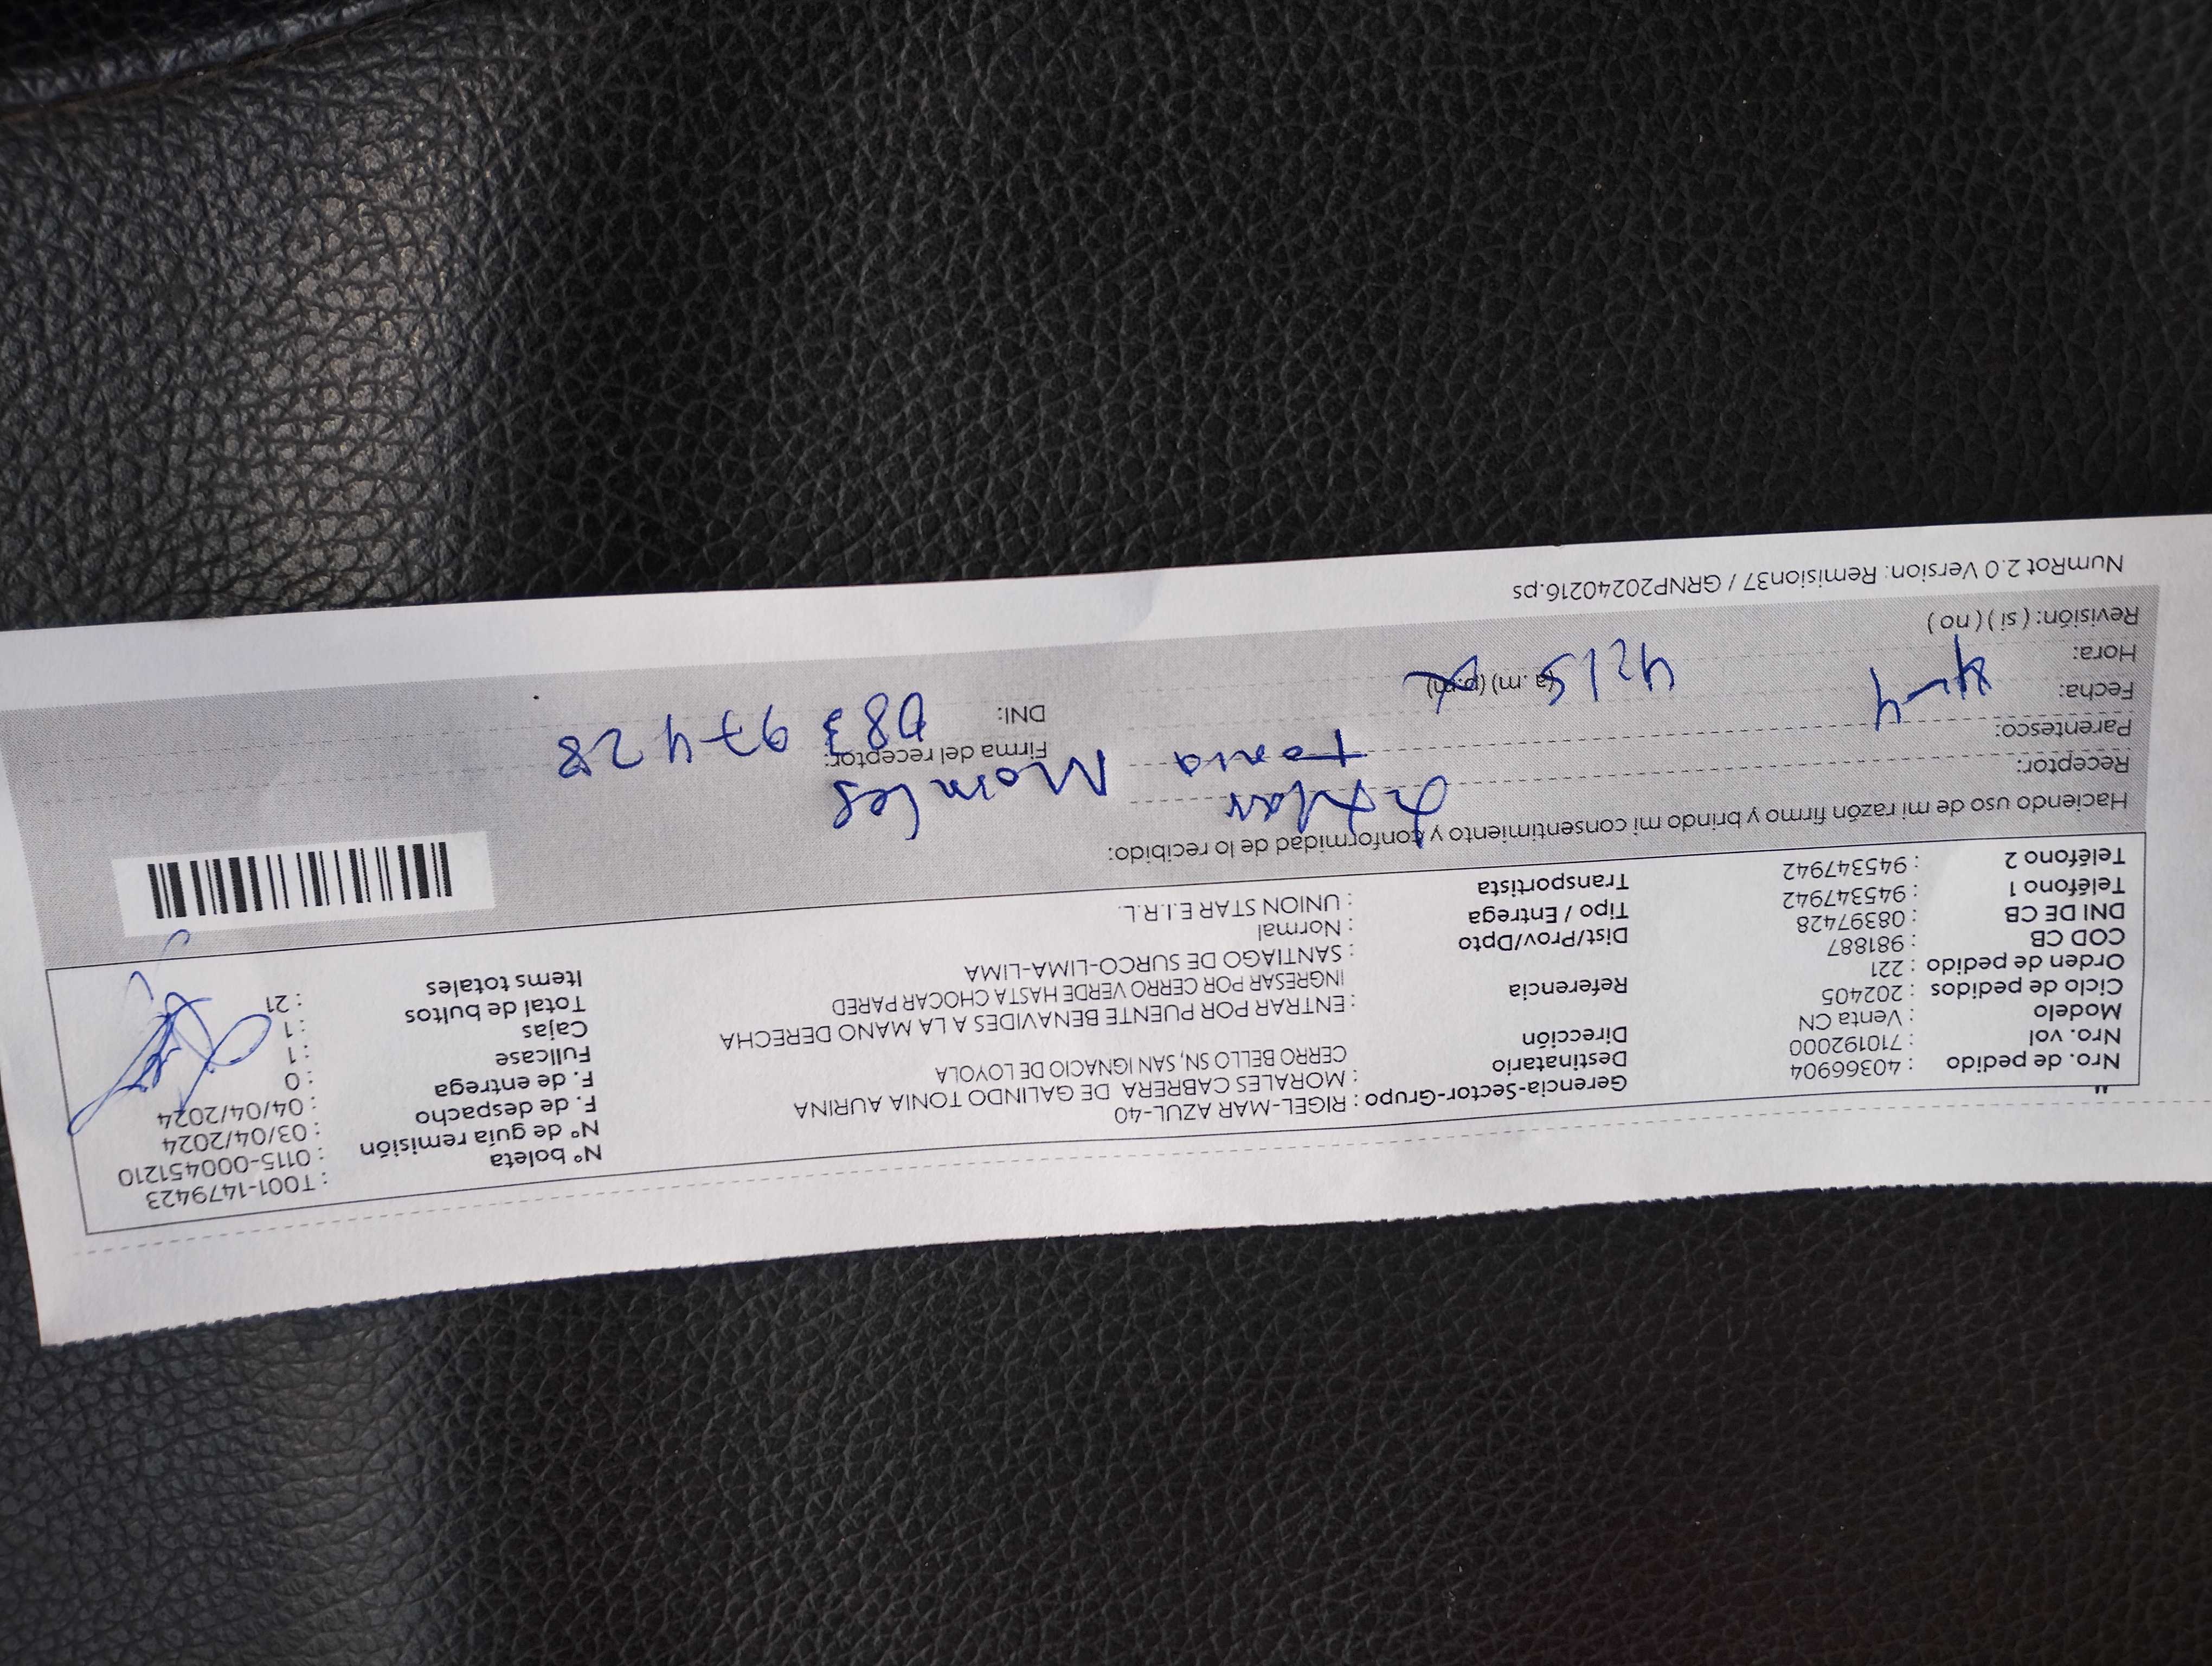 Nro. de pedido : 40366904
Nro. vol : 710192000
Modelo : Venta CN
Ciclo de pedidos : 202405
Orden de pedido : 221
COD CB : 981887
DNI DE CB : 08397428
Teléfono 1 : 945347942
Teléfono 2 : 945347942
Gerencia-Sector-Grupo : RIGEL-MAR AZUL-40
Destinatario : MORALES CABRERA DE GALINDO TONIA AURINA
Dirección CERRO BELLO SN, SAN IGNACIO DE LOYOLA
Referencia : ENTRAR POR PUENTE BENAVIDES A LA MANO DERECHA
INGRESAR POR CERRO VERDE HASTA CHOCAR PARED
Dist/Prov/Dpto : SANTIAGO DE SURCO-LIMA-LIMA
Tipo / Entrega : Normal
Transportista : UNION STAR E.I.R.L.
N° boleta : T001-1479423
N° de guía remisión : 0115-000451210
F. de despacho : 03/04/2024
F. de entrega : 04/04/2024
Fullcase : 0
Cajas : 1
Total de bultos : 1
Items totales : 21
Haciendo uso de mi razón firmo y brindo mi consentimiento y conformidad de lo recibido:
Receptor:
Parentesco: Tonia Morales
Fecha: 4-4
Hora: 4:15 (a.m) (p.m)
Revisión: ( si ) ( no )
Firma del receptor:
DNI: 08397428
NumRot 2.0 Version: Remision37 / GRNP20240216.ps